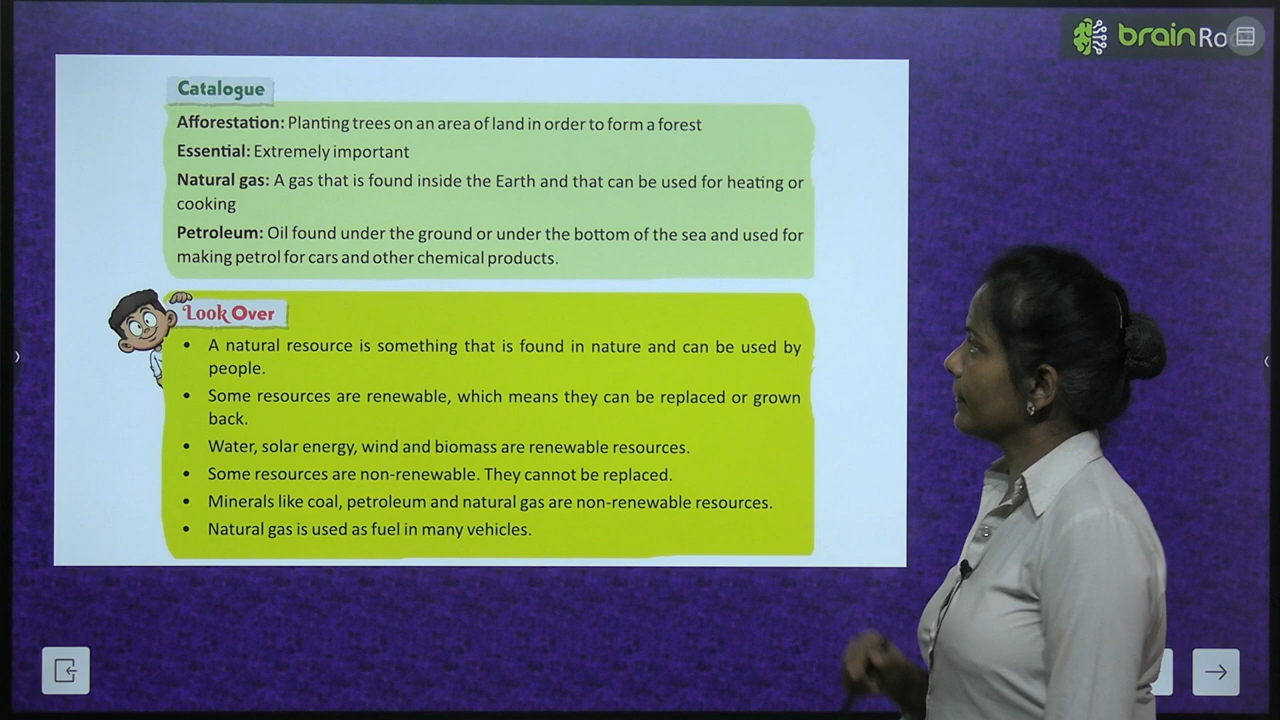 brain Ro
Catalogue
Afforestation: Planting trees on an area of land in order to form a forest
Essential: Extremely important
Natural gas: A gas that is found inside the Earth and that can be used for heating or
cooking
Petroleum: Oil found under the ground or under the bottom of the sea and used for
making petrol for cars and other chemical products.
Look Over
• A natural resource is something that is found in nature and can be used by
people.
• Some resources are renewable, which means they can be replaced or grown
back.
• Water, solar energy, wind and biomass are renewable resources.
• Some resources are non-renewable. They cannot be replaced.
• Minerals like coal, petroleum and natural gas are non-renewable resources.
• Natural gas is used as fuel in many vehicles.